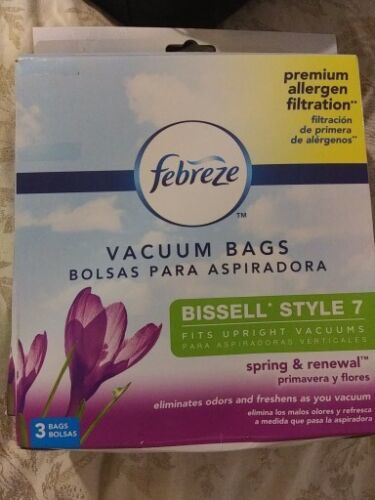 premium
allergen
filtration**
filtración
de primera
de alérgenos**
febreze™
VACUUM BAGS
BOLSAS PARA ASPIRADORA
BISSELL* STYLE 7
FITS UPRIGHT VACUUMS
PARA ASPIRADORAS VERTICALES
spring & renewal™
primavera y flores
eliminates odors and freshens as you vacuum
elimina los malos olores y refresca
a medida que pasa la aspiradora
3 BAGS
BOLSAS